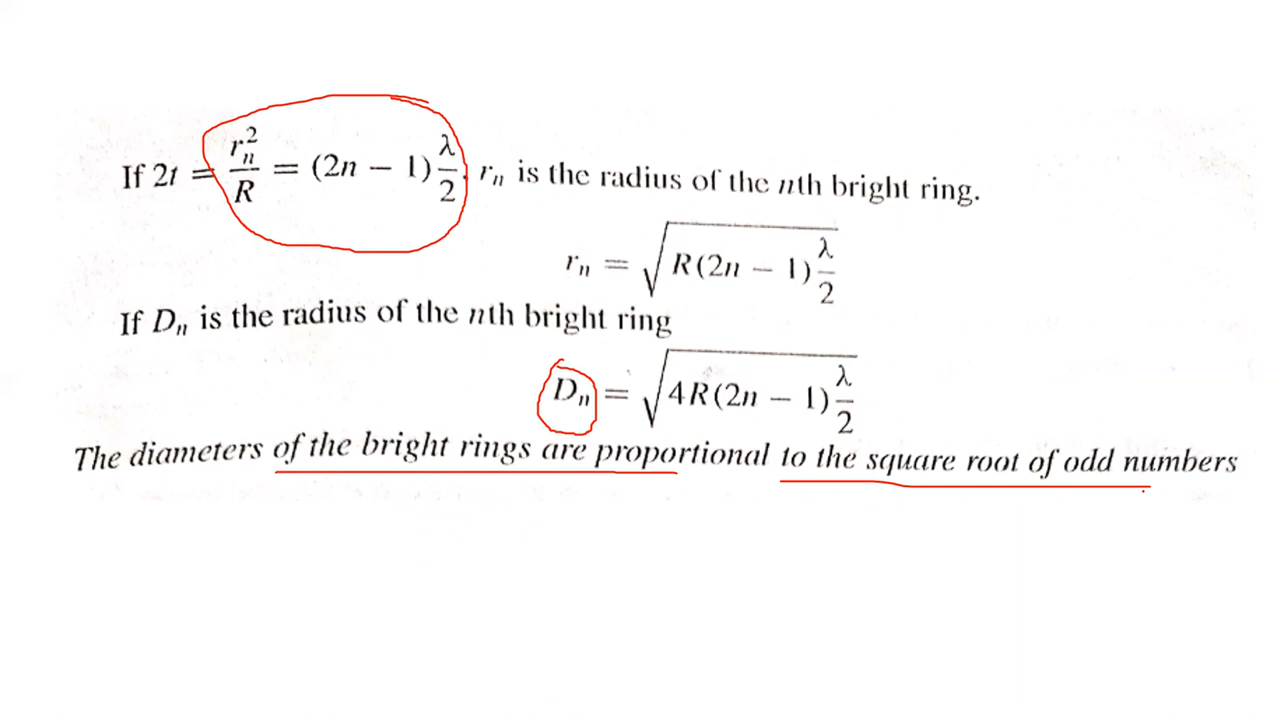 If 2t = r_n^2/R = (2n − 1) λ/2, r_n is the radius of the nth bright ring.
r_n = √(R(2n − 1) λ/2)
If D_n is the radius of the nth bright ring
D_n = √(4R(2n − 1) λ/2)
The diameters of the bright rings are proportional to the square root of odd numbers